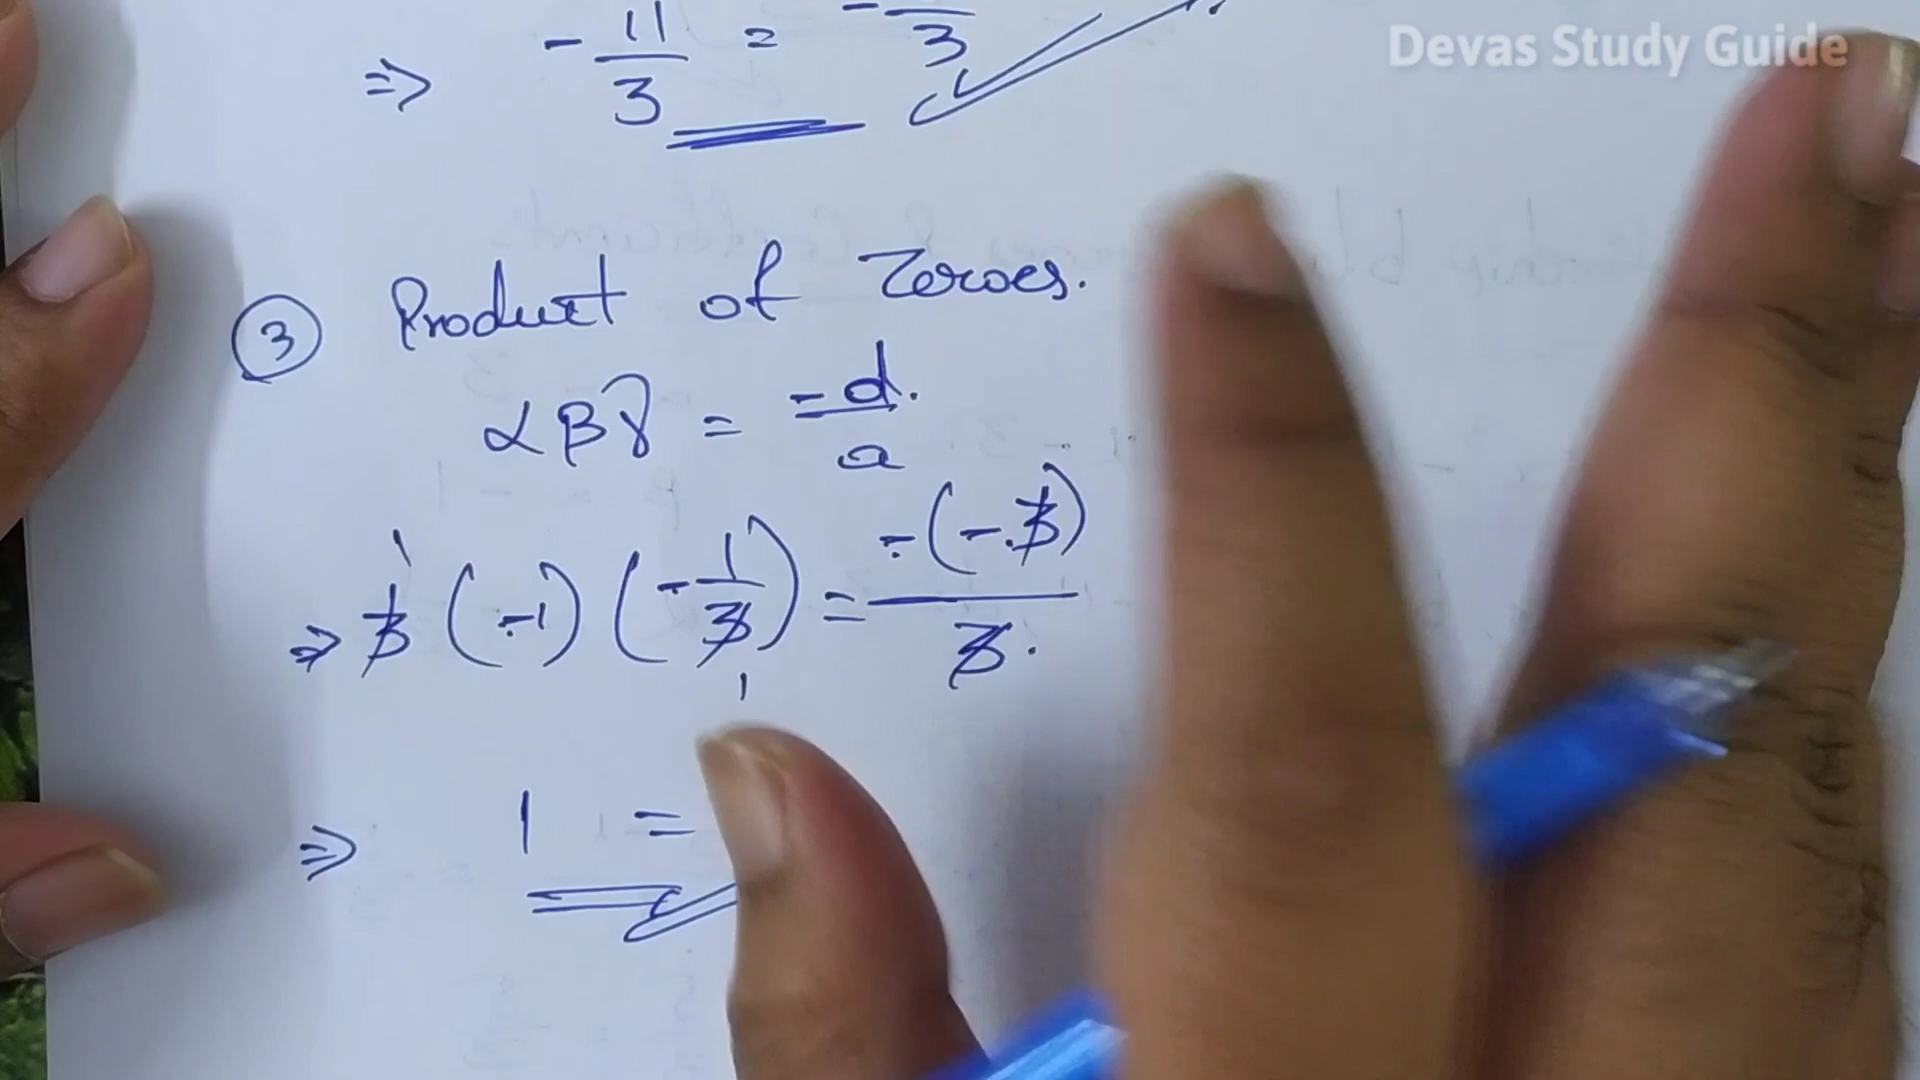 Devas Study Guide
⇒ -11/3 = -/3
③ Product of Zeroes.
αβγ = -d/a
⇒ 3 (-1) (-1/3) = -(-3)/3
⇒ 1 =